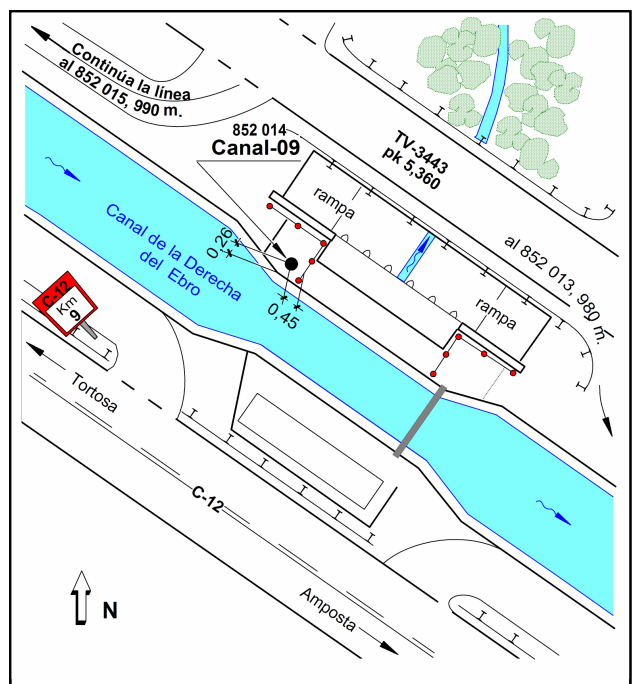 Continúa la línea
al 852 015, 990 m.
852 014
Canal-09
TV-3443
pk 5,360
rampa
al 852 013, 980 m.
0,26
Canal de la Derecha
del Ebro
rampa
0,45
C-12
Km
9
Tortosa
C-12
Amposta
N